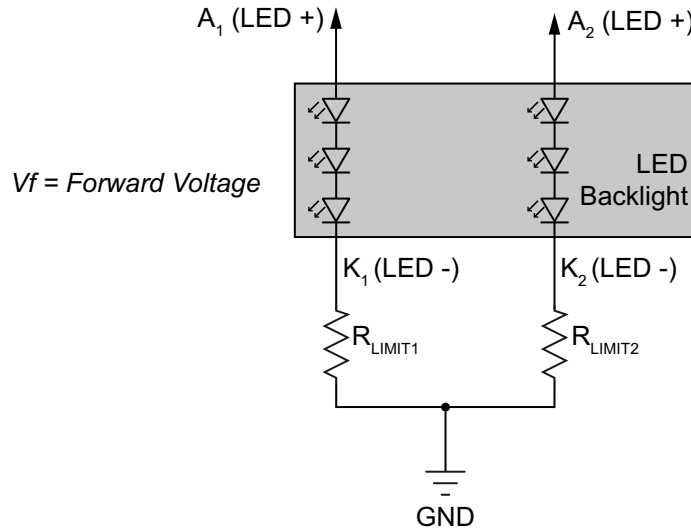 A1 (LED +)
A2 (LED +)
Vf = Forward Voltage
LED
Backlight
K1 (LED -)
K2 (LED -)
RLIMIT1
RLIMIT2
GND